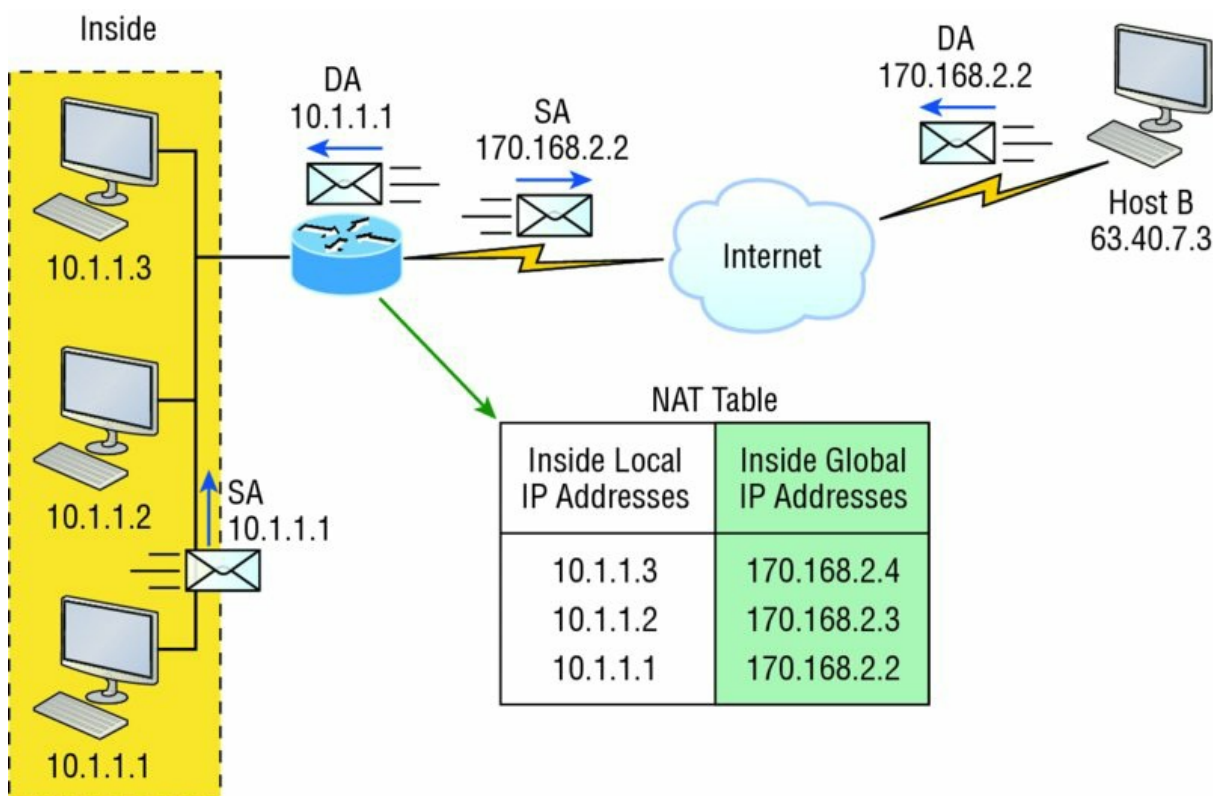 Inside
DA
10.1.1.1
SA
170.168.2.2
DA
170.168.2.2
Host B
63.40.7.3
Internet
10.1.1.3
10.1.1.2
SA
10.1.1.1
10.1.1.1
NAT Table
Inside Local
IP Addresses
Inside Global
IP Addresses
10.1.1.3 170.168.2.4
10.1.1.2 170.168.2.3
10.1.1.1 170.168.2.2